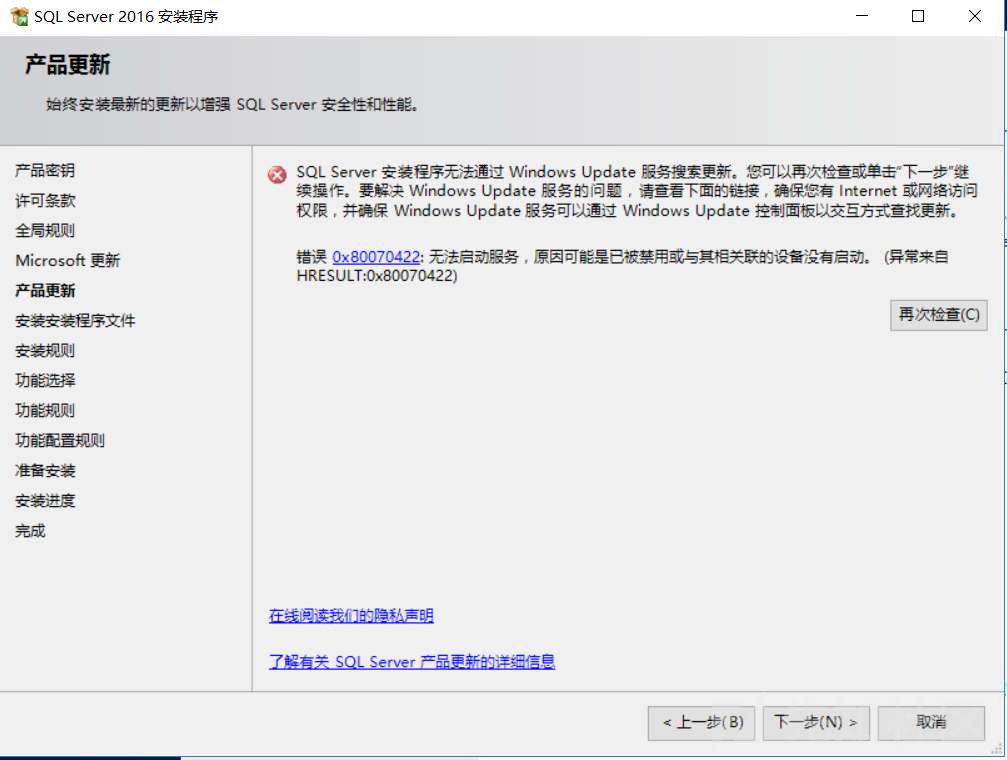 SQL Server 2016 安装程序
产品更新
始终安装最新的更新以增强 SQL Server 安全性和性能。
产品密钥
许可条款
全局规则
Microsoft 更新
产品更新
安装安装程序文件
安装规则
功能选择
功能规则
功能配置规则
准备安装
安装进度
完成
SQL Server 安装程序无法通过 Windows Update 服务搜索更新。您可以再次检查或单击“下一步”继
续操作。要解决 Windows Update 服务的问题，请查看下面的链接，确保您有 Internet 或网络访问
权限，并确保 Windows Update 服务可以通过 Windows Update 控制面板以交互方式查找更新。
错误 0x80070422: 无法启动服务，原因可能是已被禁用或与其相关联的设备没有启动。 (异常来自
HRESULT:0x80070422)
再次检查(C)
在线阅读我们的隐私声明
了解有关 SQL Server 产品更新的详细信息
< 上一步(B)
下一步(N) >
取消